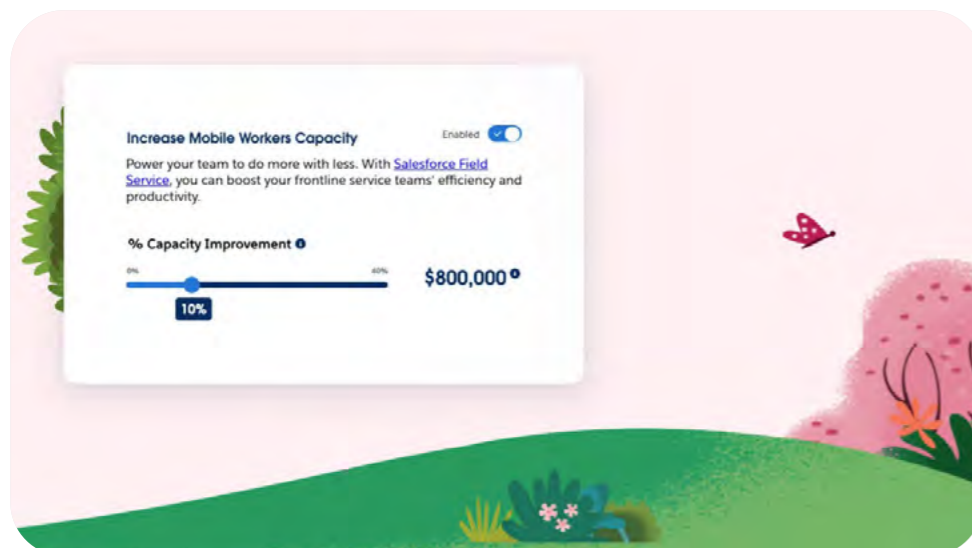 Increase Mobile Workers Capacity
Enabled
Power your team to do more with less. With Salesforce Field
Service, you can boost your frontline service teams' efficiency and
productivity.
% Capacity Improvement
0%
40%
$800,000
10%